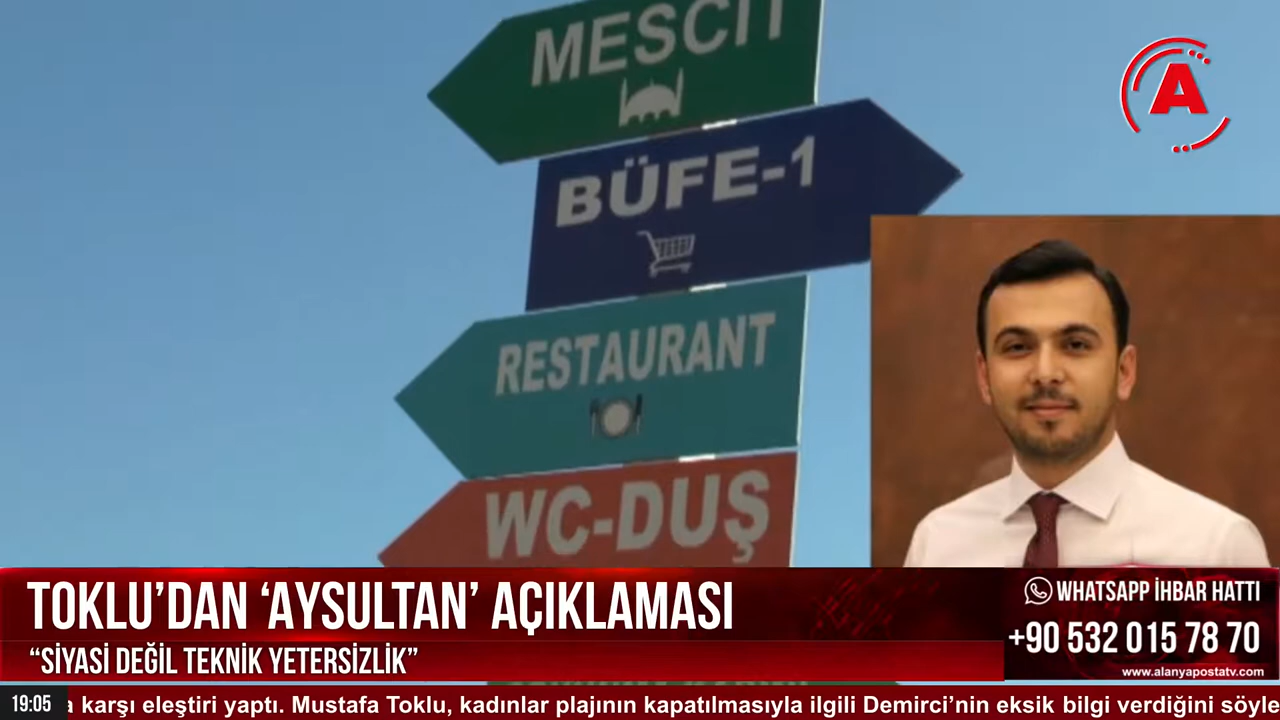 MESCİT
BÜFE-1
RESTAURANT
WC-DUŞ
A
TOKLU’DAN ‘AYSULTAN’ AÇIKLAMASI
“SİYASİ DEĞİL TEKNİK YETERSİZLİK”
WHATSAPP İHBAR HATTI
+90 532 015 78 70
www.alanyapostatv.com
19:05
a karşı eleştiri yaptı. Mustafa Toklu, kadınlar plajının kapatılmasıyla ilgili Demirci’nin eksik bilgi verdiğini söyle